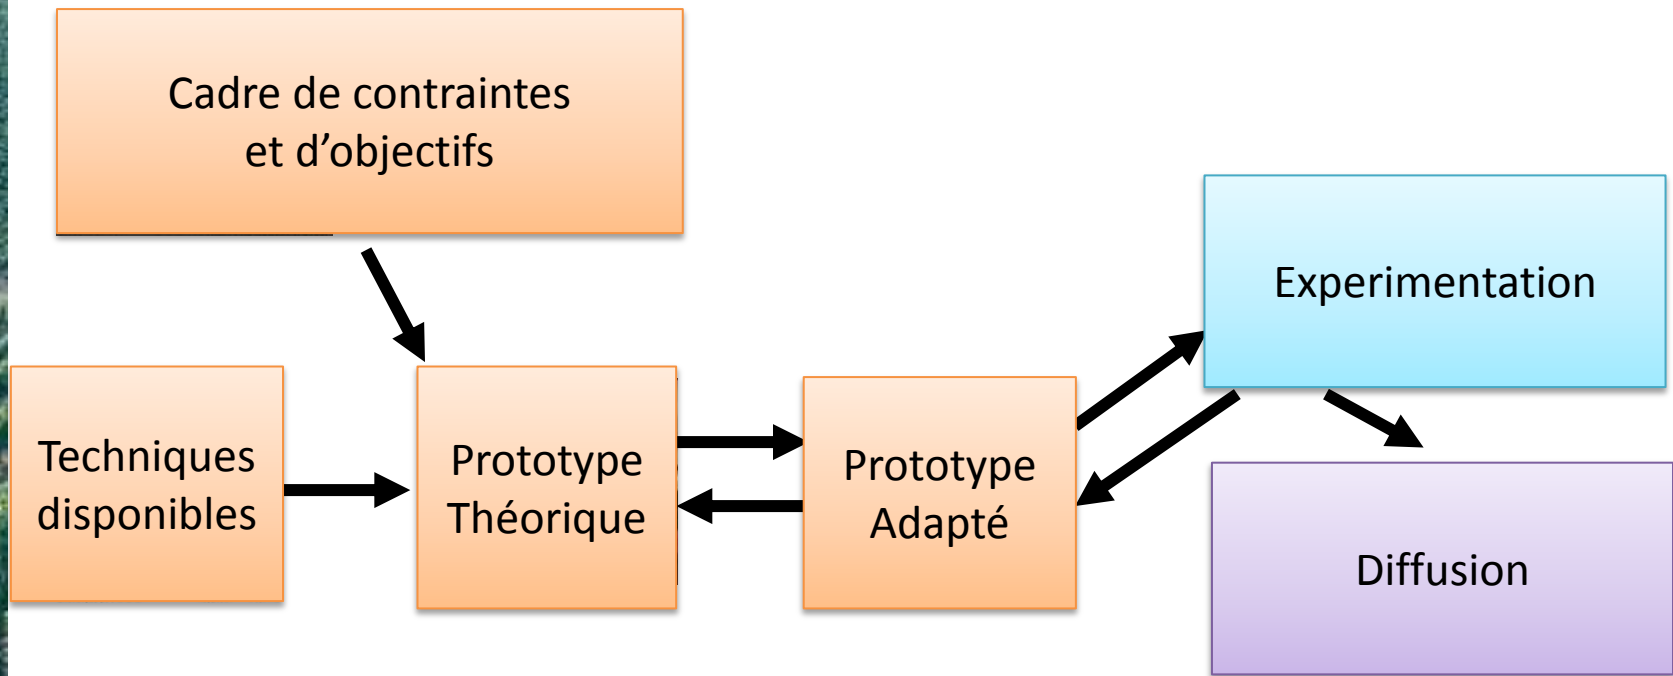 Cadre de contraintes
et d’objectifs
Experimentation
Techniques
disponibles
Prototype
Théorique
Prototype
Adapté
Diffusion